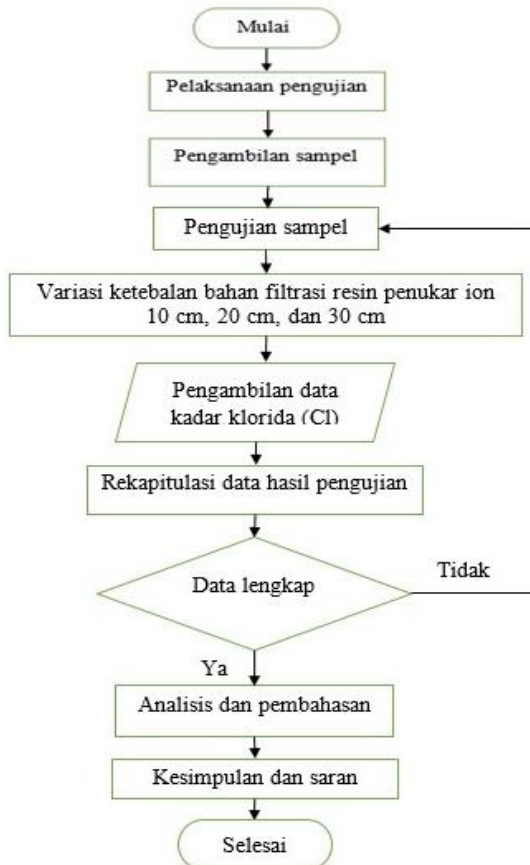 Mulai
Pelaksanaan pengujian
Pengambilan sampel
Pengujian sampel
Variasi ketebalan bahan filtrasi resin penukar ion
10 cm, 20 cm, dan 30 cm
Pengambilan data
kadar klorida (Cl)
Rekapitulasi data hasil pengujian
Data lengkap
Tidak
Ya
Analisis dan pembahasan
Kesimpulan dan saran
Selesai